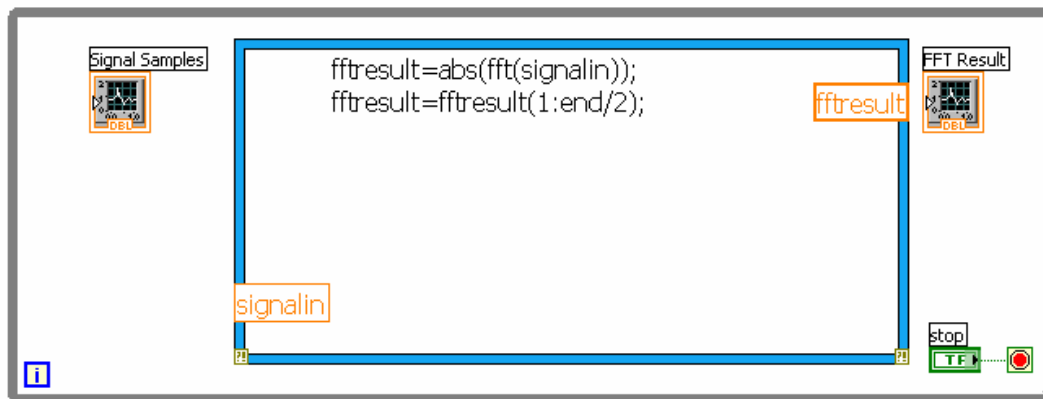 Signal Samples
DBL
fftresult=abs(fft(signalin));
fftresult=fftresult(1:end/2);
fftresult
FFT Result
DBL
signalin
stop
TF
i